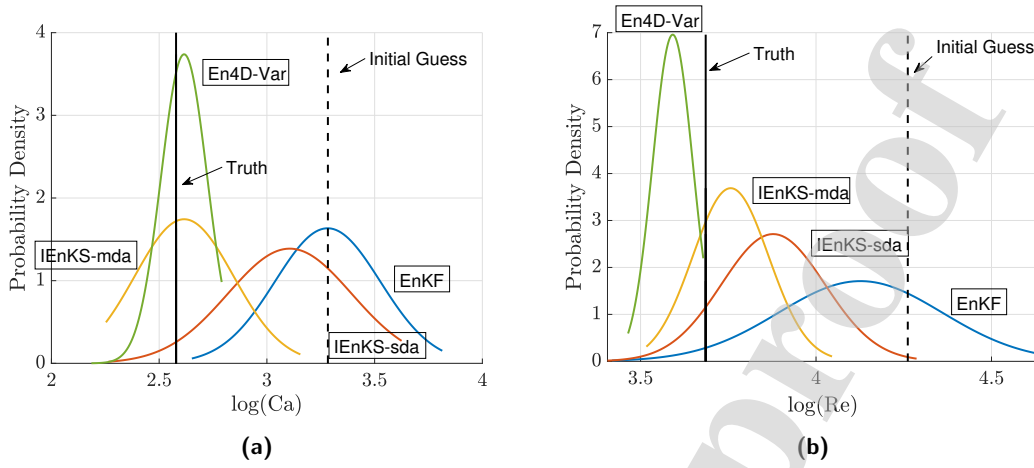 4
3
2
1
0
Probability Density
2
2.5
3
3.5
4
log(Ca)
En4D-Var
Initial Guess
Truth
IEnKS-mda
EnKF
IEnKS-sda
(a)
7
6
5
4
3
2
1
0
Probability Density
3.5
4
4.5
log(Re)
En4D-Var
Initial Guess
Truth
IEnKS-mda
IEnKS-sda
EnKF
(b)
proof